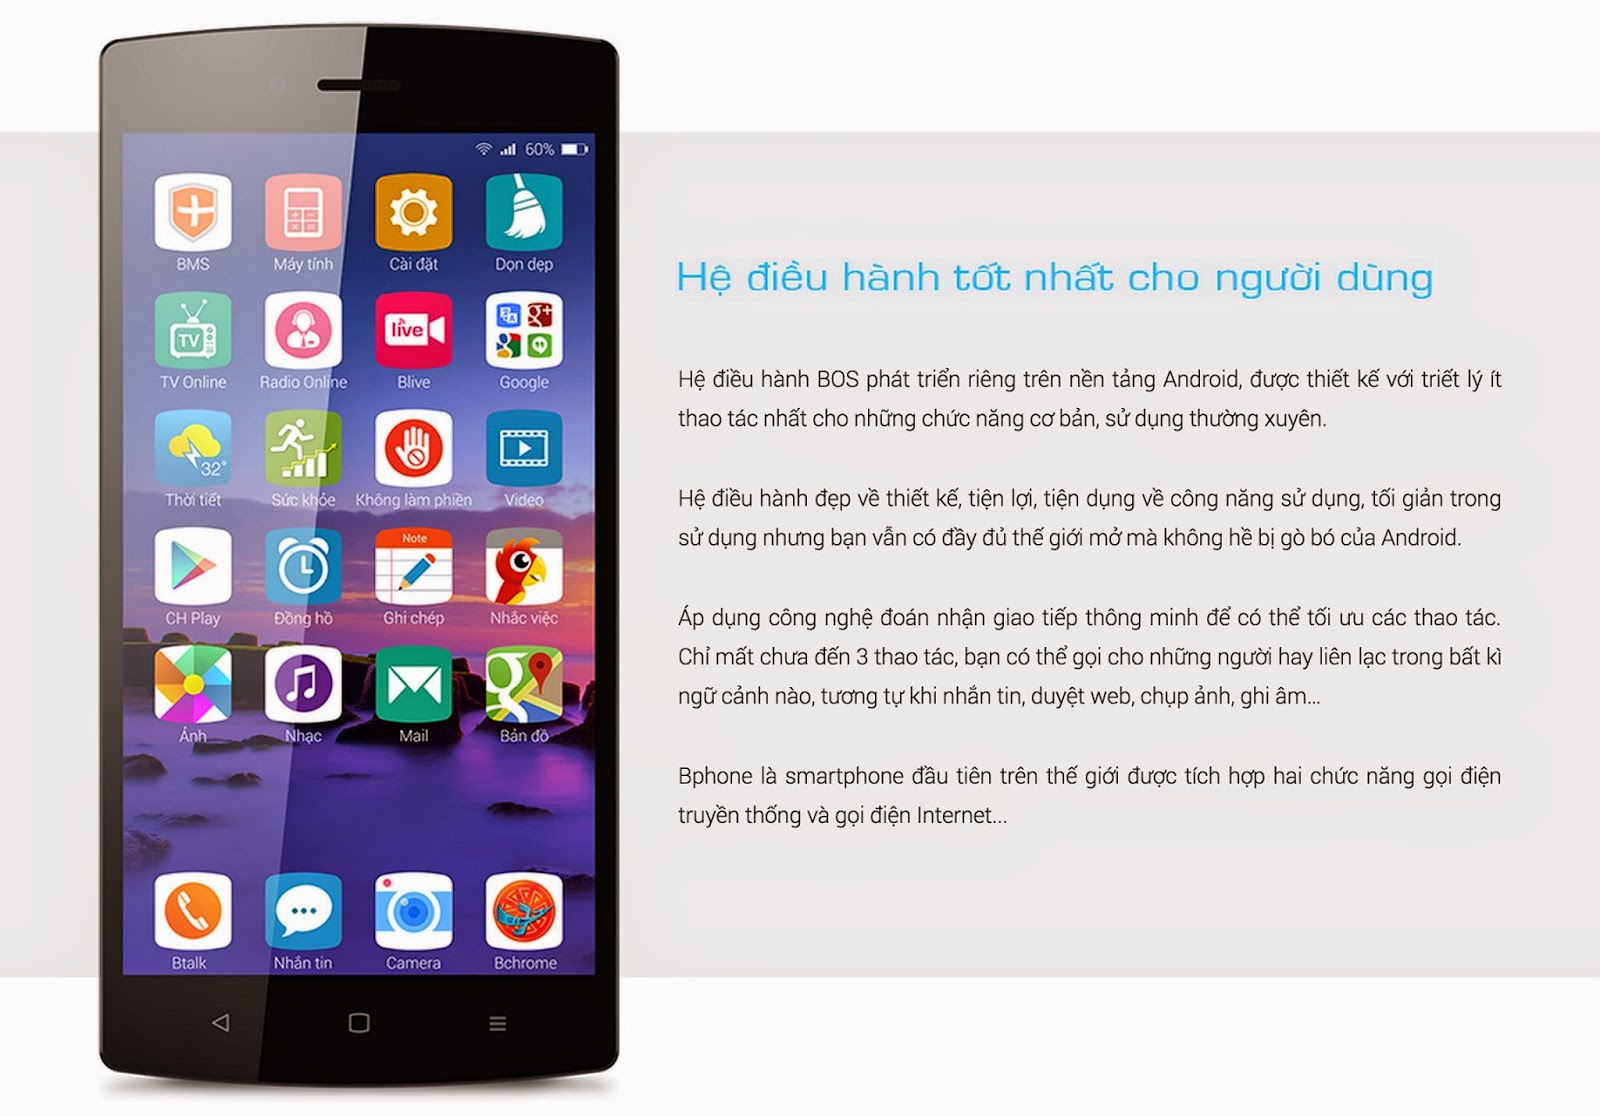 60%
BMS Máy tính Cài đặt Dọn dẹp
TV
live
TV Online Radio Online Blive Google
32°
Thời tiết Sức khỏe Không làm phiền Video
Note
CH Play Đồng hồ Ghi chép Nhắc việc
Ảnh Nhạc Mail Bản đồ
Btalk Nhắn tin Camera Bchrome
Hệ điều hành tốt nhất cho người dùng
Hệ điều hành BOS phát triển riêng trên nền tảng Android, được thiết kế với triết lý ít
thao tác nhất cho những chức năng cơ bản, sử dụng thường xuyên.
Hệ điều hành đẹp về thiết kế, tiện lợi, tiện dụng về công năng sử dụng, tối giản trong
sử dụng nhưng bạn vẫn có đầy đủ thế giới mở mà không hề bị gò bó của Android.
Áp dụng công nghệ đoán nhận giao tiếp thông minh để có thể tối ưu các thao tác.
Chỉ mất chưa đến 3 thao tác, bạn có thể gọi cho những người hay liên lạc trong bất kì
ngữ cảnh nào, tương tự khi nhắn tin, duyệt web, chụp ảnh, ghi âm...
Bphone là smartphone đầu tiên trên thế giới được tích hợp hai chức năng gọi điện
truyền thống và gọi điện Internet...